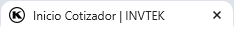 Inicio Cotizador | INVTEK